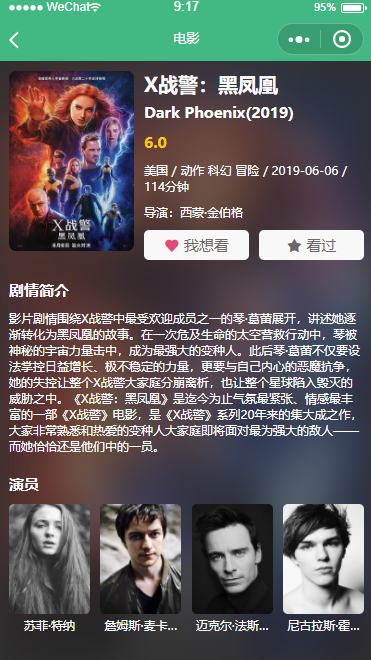 WeChat 9:17 95%
电影
X战警：黑凤凰
Dark Phoenix(2019)
6.0
美国 / 动作 科幻 冒险 / 2019-06-06 /
114分钟
导演：西蒙·金伯格
我想看 看过
X战警
黑凤凰
剧情简介
影片剧情围绕X战警中最受欢迎成员之一的琴·葛苗展开，讲述她逐
渐转化为黑凤凰的故事。在一次危及生命的太空营救行动中，琴被
神秘的宇宙力量击中，成为最强大的变种人。此后琴·葛苗不仅要设
法掌控日益增长、极不稳定的力量，更要与自己内心的恶魔抗争，
她的失控让整个X战警大家庭分崩离析，也让整个星球陷入毁灭的
威胁之中。《X战警：黑凤凰》是迄今为止气氛最紧张、情感最丰
富的一部《X战警》电影，是《X战警》系列20年来的集大成之作，
大家非常熟悉和热爱的变种人大家庭即将面对最为强大的敌人——
而她恰恰还是他们中的一员。
演员
苏菲·特纳 詹姆斯·麦卡... 迈克尔·法斯... 尼古拉斯·霍...